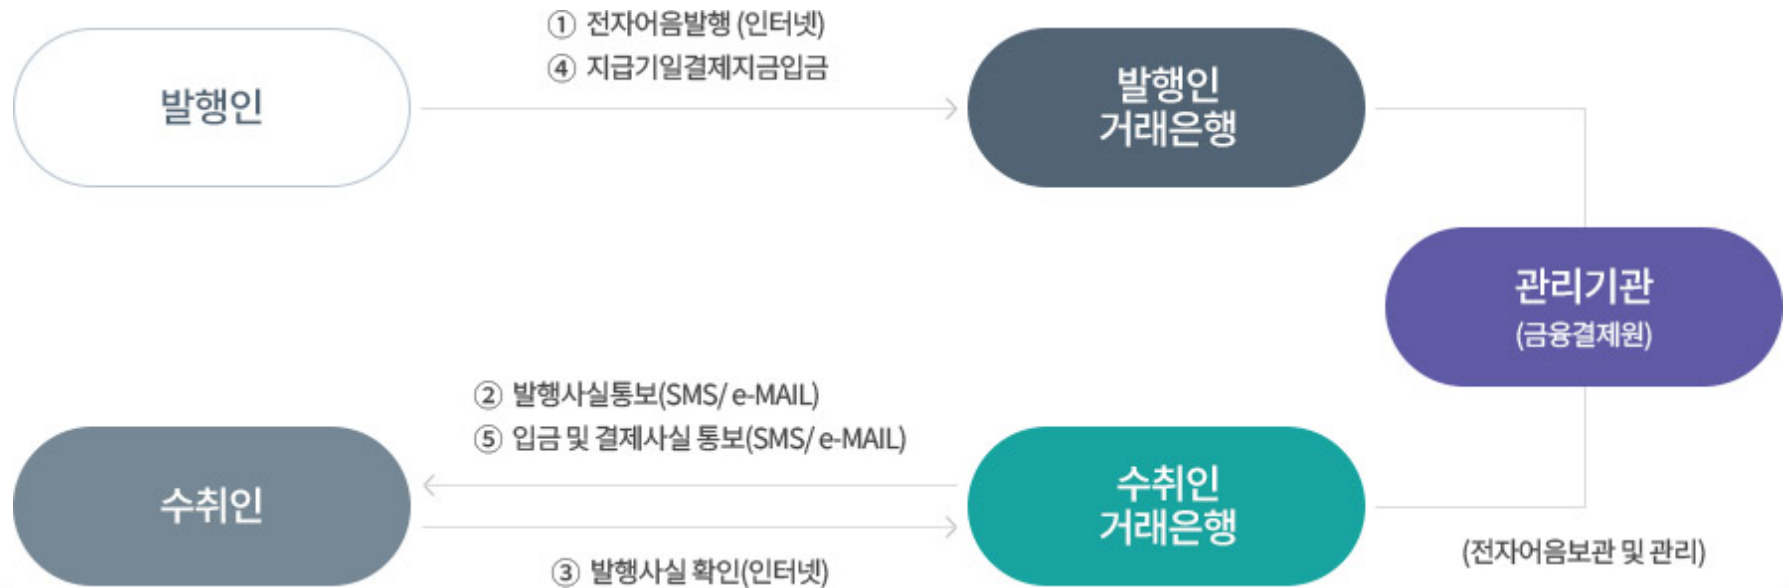 ① 전자어음발행 (인터넷)
④ 지급기일결제지금입금
발행인
발행인
거래은행
관리기관
(금융결제원)
② 발행사실통보(SMS/ e-MAIL)
⑤ 입금 및 결제사실 통보(SMS/ e-MAIL)
수취인
수취인
거래은행
③ 발행사실 확인(인터넷)
(전자어음보관 및 관리)